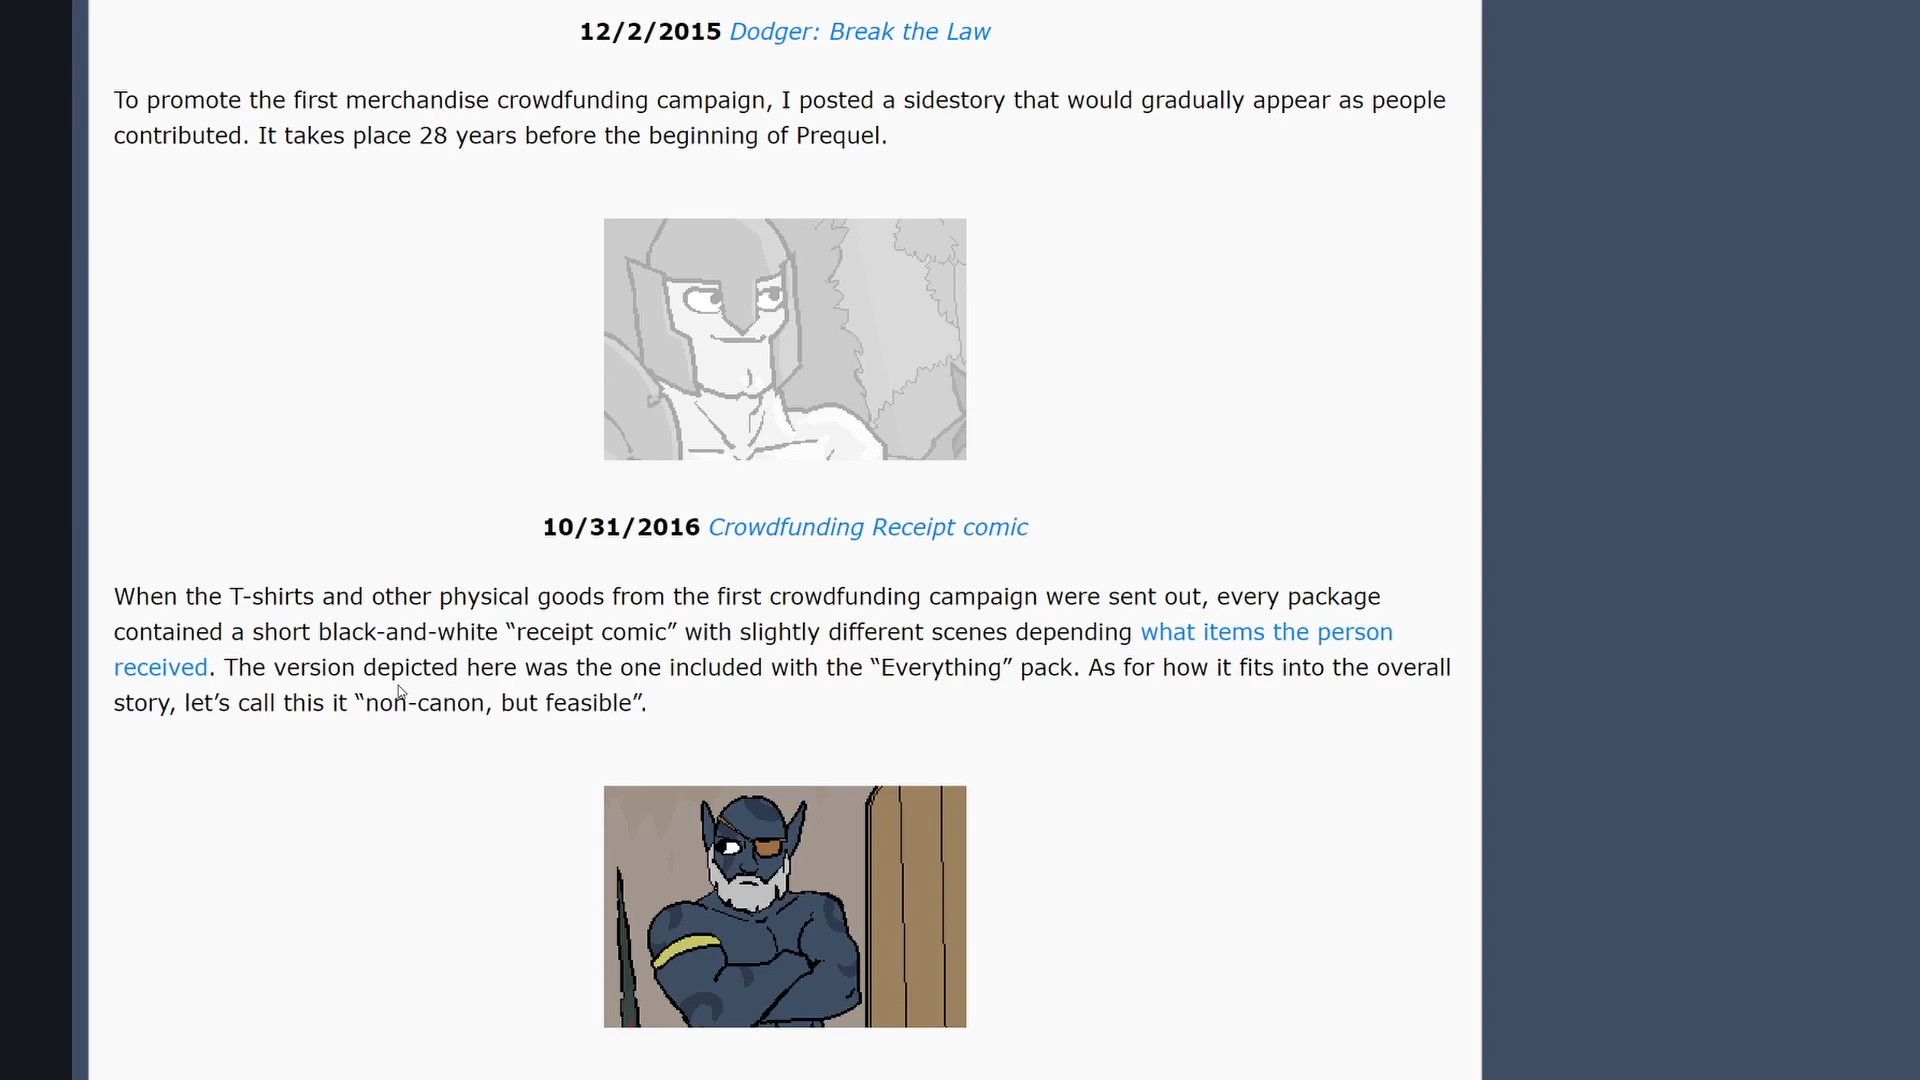 12/2/2015 Dodger: Break the Law
To promote the first merchandise crowdfunding campaign, I posted a sidestory that would gradually appear as people
contributed. It takes place 28 years before the beginning of Prequel.
10/31/2016 Crowdfunding Receipt comic
When the T-shirts and other physical goods from the first crowdfunding campaign were sent out, every package
contained a short black-and-white “receipt comic” with slightly different scenes depending what items the person
received. The version depicted here was the one included with the “Everything” pack. As for how it fits into the overall
story, let’s call this it “non-canon, but feasible”.